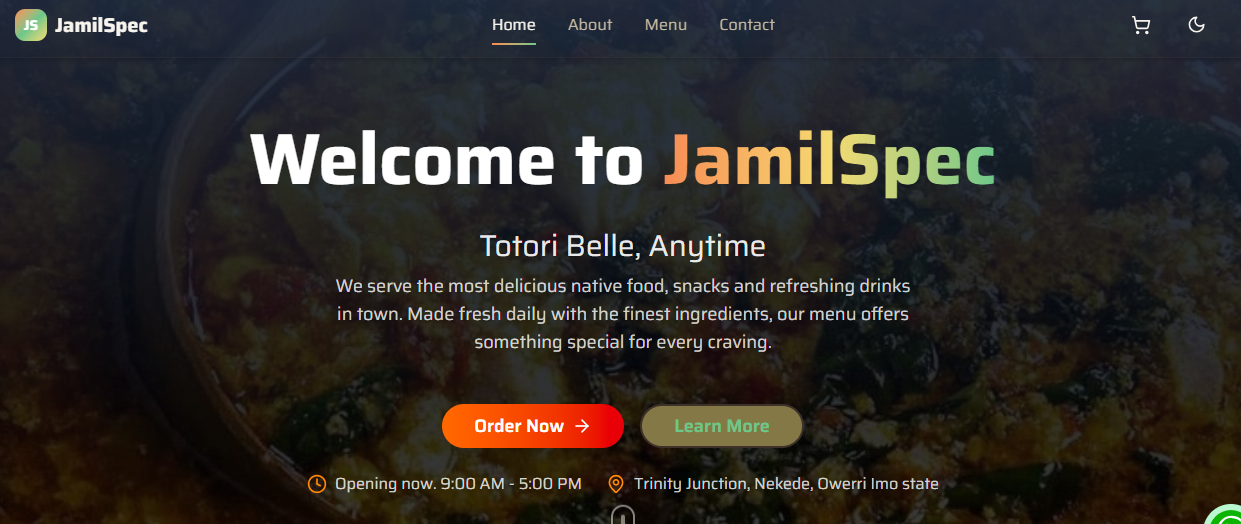 JS JamilSpec Home About Menu Contact
Welcome to JamilSpec
Totori Belle, Anytime
We serve the most delicious native food, snacks and refreshing drinks
in town. Made fresh daily with the finest ingredients, our menu offers
something special for every craving.
Order Now Learn More
Opening now. 9:00 AM - 5:00 PM Trinity Junction, Nekede, Owerri Imo state